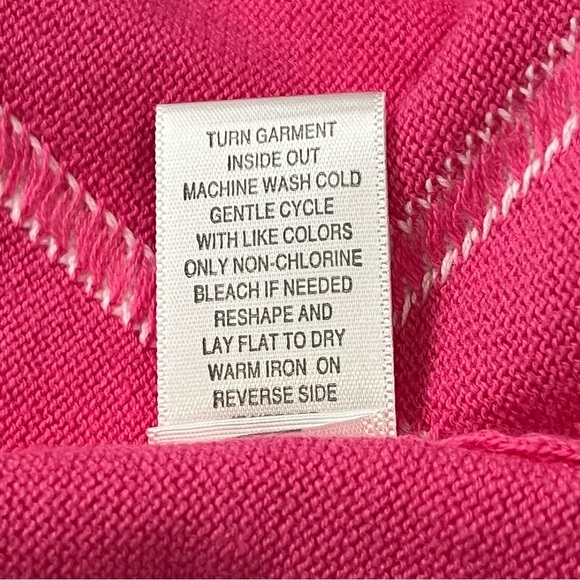 TURN GARMENT
INSIDE OUT
MACHINE WASH COLD
GENTLE CYCLE
WITH LIKE COLORS
ONLY NON-CHLORINE
BLEACH IF NEEDED
RESHAPE AND
LAY FLAT TO DRY
WARM IRON ON
REVERSE SIDE